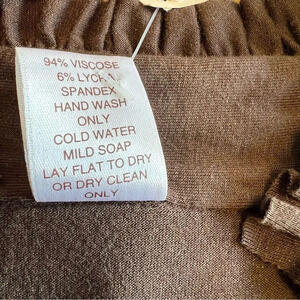 94% VISCOSE
6% LYCRA
SPANDEX
HAND WASH
ONLY
COLD WATER
MILD SOAP
LAY FLAT TO DRY
OR DRY CLEAN
ONLY